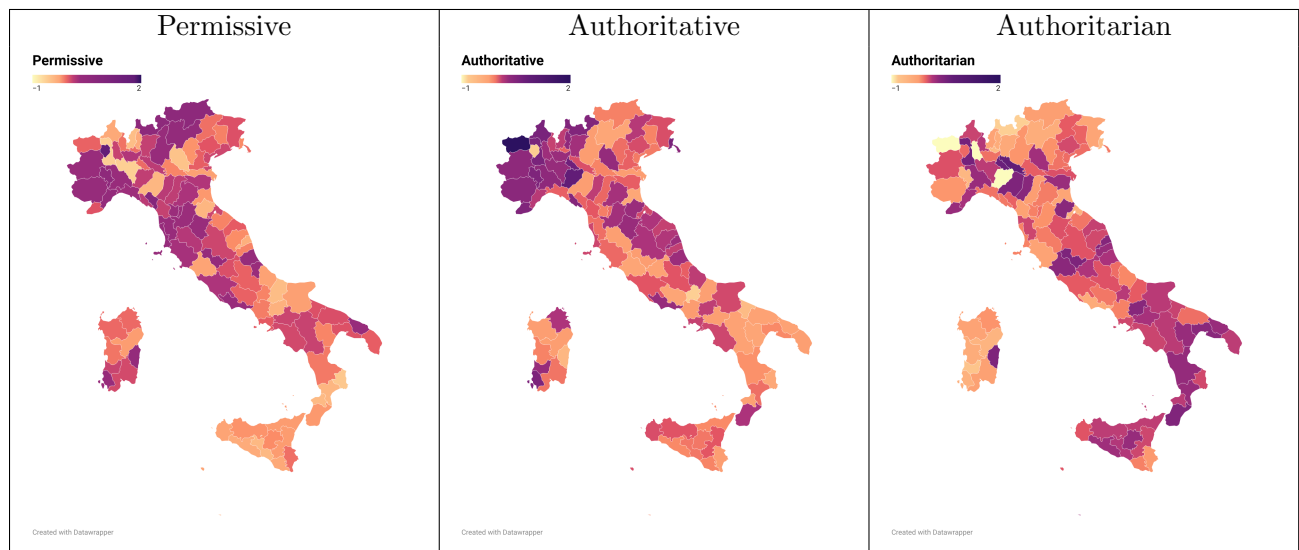 Permissive
Authoritative
Authoritarian
Permissive
−1 2
Authoritative
−1 2
Authoritarian
−1 2
Created with Datawrapper
Created with Datawrapper
Created with Datawrapper